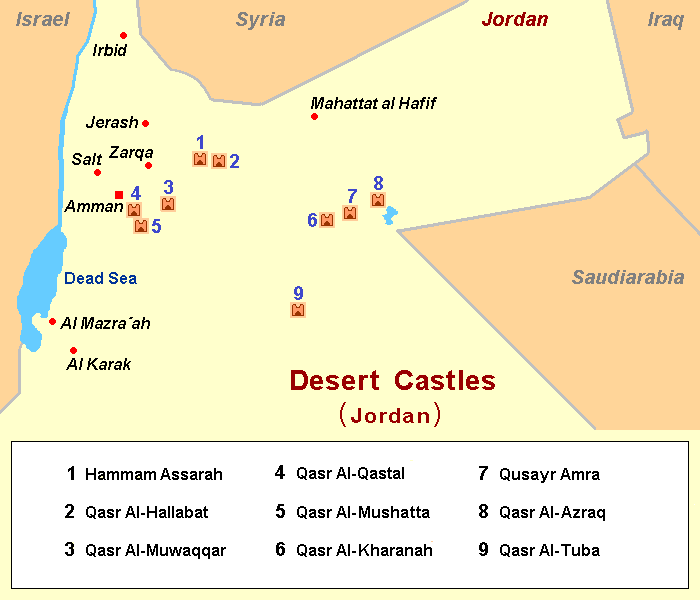 Israel
Syria
Jordan
Iraq
Irbid
Mahattat al Hafif
Jerash
1
2
Zarqa
Salt
3
4
Amman
5
6
7
8
Dead Sea
Saudiarabia
9
Al Mazra´ah
Al Karak
Desert Castles
(Jordan)
1 Hammam Assarah
2 Qasr Al-Hallabat
3 Qasr Al-Muwaqqar
4 Qasr Al-Qastal
5 Qasr Al-Mushatta
6 Qasr Al-Kharanah
7 Qusayr Amra
8 Qasr Al-Azraq
9 Qasr Al-Tuba